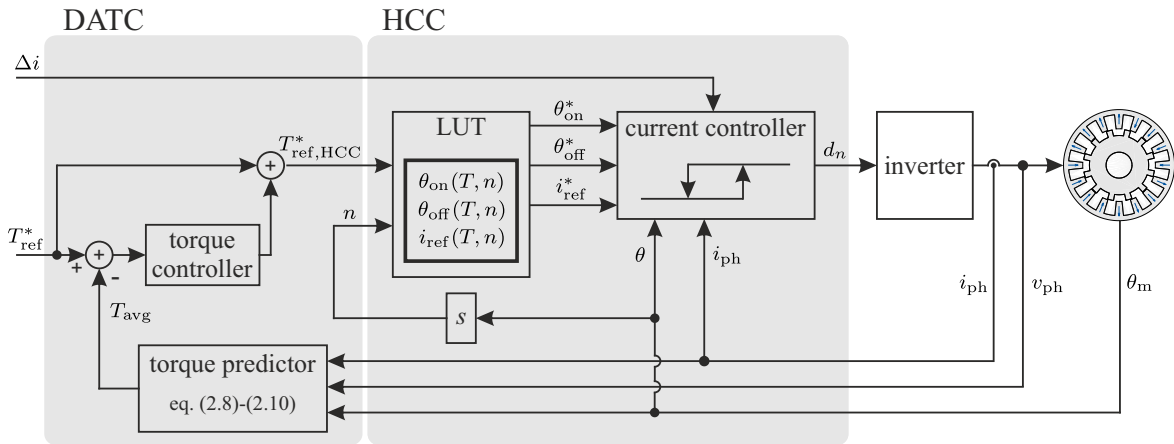 DATC
HCC
Δi
LUT
θ*on
θ*off
i*ref
current controller
dn
inverter
T*ref,HCC
+
θon(T, n)
θoff(T, n)
iref(T, n)
n
T*ref
+
+
-
torque
controller
θ
iph
iph
vph
θm
Tavg
s
torque predictor
eq. (2.8)-(2.10)